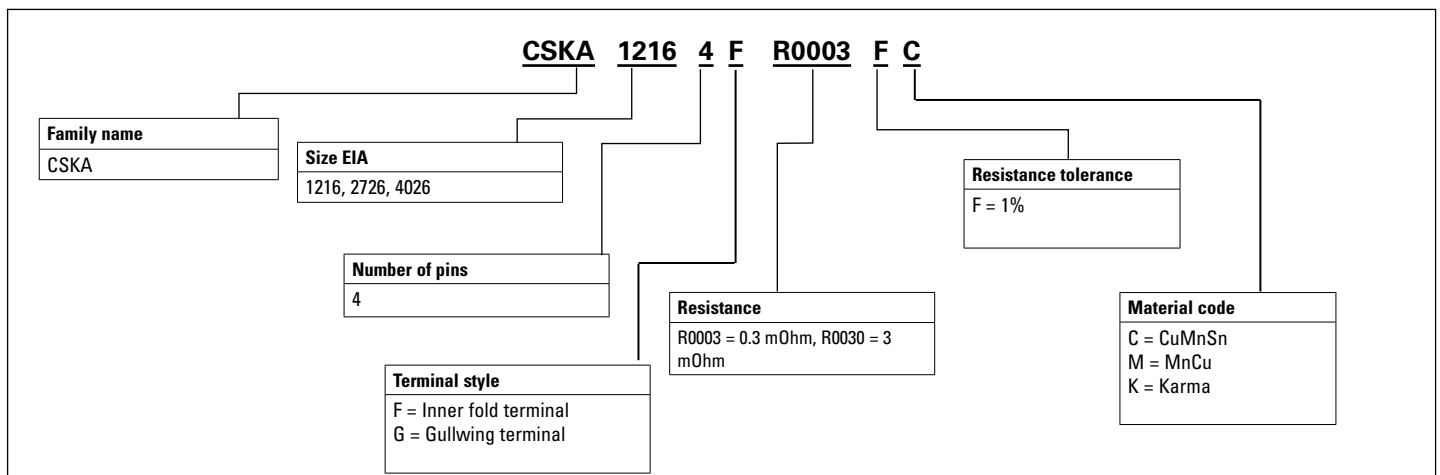 CSKA 1216 4 F R0003 F C
Family name
CSKA
Size EIA
1216, 2726, 4026
Number of pins
4
Terminal style
F = Inner fold terminal
G = Gullwing terminal
Resistance
R0003 = 0.3 mOhm, R0030 = 3
mOhm
Resistance tolerance
F = 1%
Material code
C = CuMnSn
M = MnCu
K = Karma